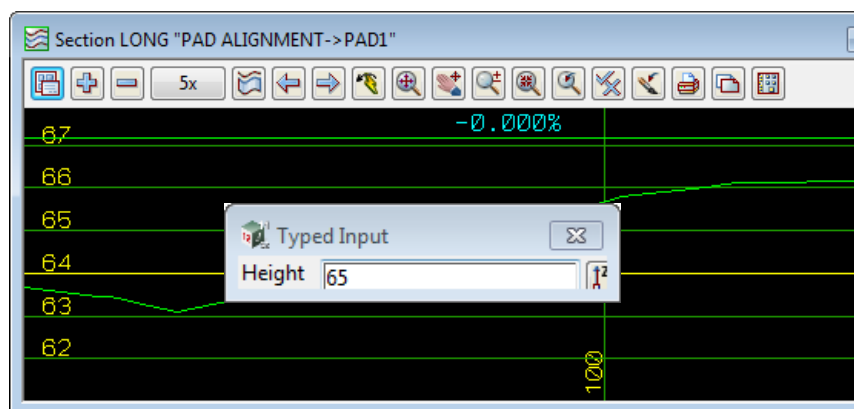 Section LONG "PAD ALIGNMENT->PAD1"
5x
-0.000%
67
66
65
64
63
62
Typed Input
Height 65
100